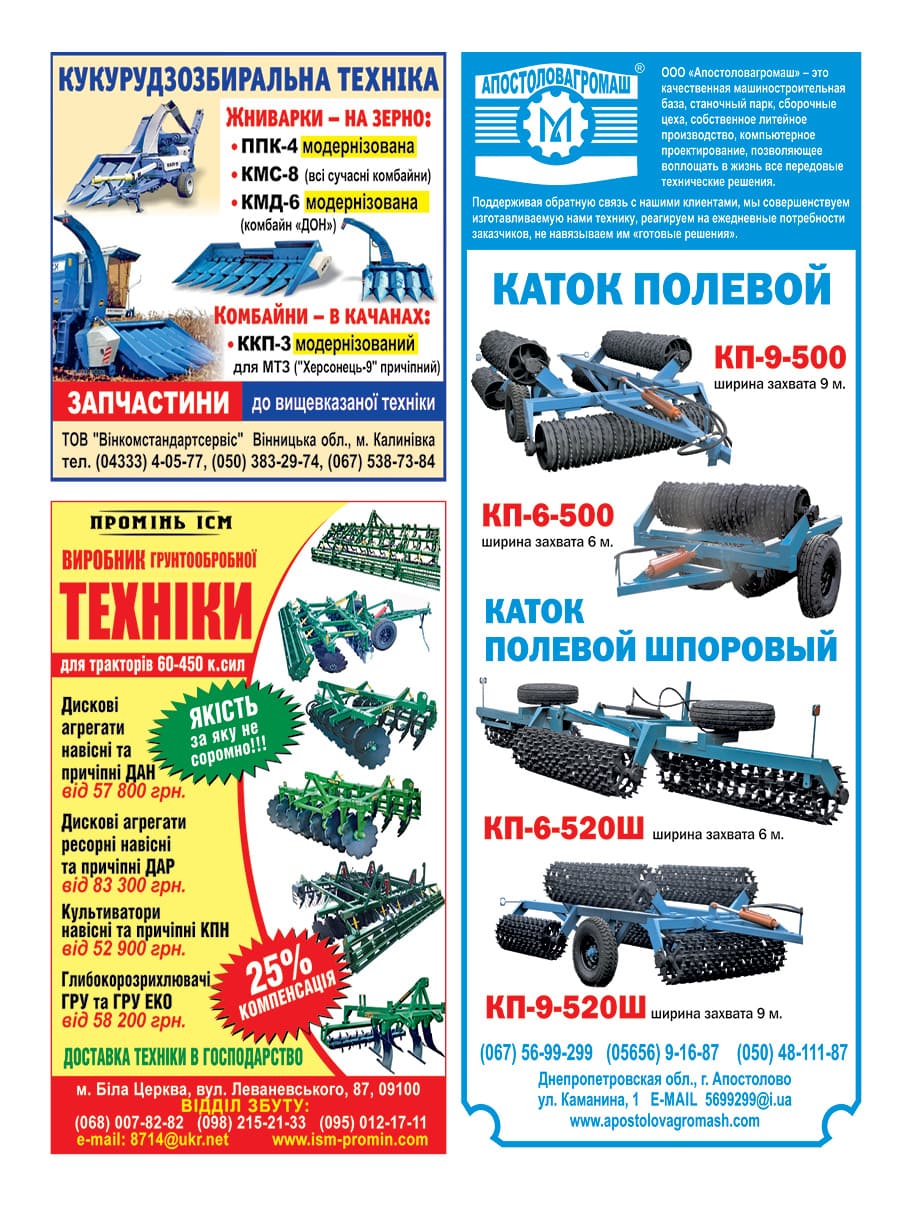 КУКУРУДЗОЗБИРАЛЬНА ТЕХНІКА
ЖНИВАРКИ – НА ЗЕРНО:
• ППК-4 модернізована
• КМС-8 (всі сучасні комбайни)
• КМД-6 модернізована
(комбайн «ДОН»)
КОМБАЙНИ – В КАЧАНАХ:
• ККП-3 модернізований
для МТЗ ("Херсонець-9" причіпний)
ЗАПЧАСТИНИ до вищевказаної техніки
ТОВ "Вінкомстандартсервіс" Вінницька обл., м. Калинівка
тел. (04333) 4-05-77, (050) 383-29-74, (067) 538-73-84
ПРОМІНЬ ІСМ
ВИРОБНИК ГРУНТООБРОБНОЇ
ТЕХНІКИ
для тракторів 60-450 к.сил
ЯКІСТЬ
за яку не
соромно!!!
Дискові
агрегати
навісні та
причіпні ДАН
від 57 800 грн.
Дискові агрегати
ресорні навісні
та причіпні ДАР
від 83 300 грн.
Культиватори
навісні та причіпні КПН
від 52 900 грн.
Глибокорозрихлювачі
ГРУ та ГРУ ЕКО
від 58 200 грн.
25%
КОМПЕНСАЦІЯ
ДОСТАВКА ТЕХНІКИ В ГОСПОДАРСТВО
м. Біла Церква, вул. Леваневського, 87, 09100
ВІДДІЛ ЗБУТУ:
(068) 007-82-82 (098) 215-21-33 (095) 012-17-11
e-mail: 8714@ukr.net www.ism-promin.com
АПОСТОЛОВАГРОМАШ ®
ООО «Апостоловагромаш» – это
качественная машиностроительная
база, станочный парк, сборочные
цеха, собственное литейное
производство, компьютерное
проектирование, позволяющее
воплощать в жизнь все передовые
технические решения.
Поддерживая обратную связь с нашими клиентами, мы совершенствуем
изготавливаемую нами технику, реагируем на ежедневные потребности
заказчиков, не навязываем им «готовые решения».
КАТОК ПОЛЕВОЙ
КП-9-500
ширина захвата 9 м.
КП-6-500
ширина захвата 6 м.
КАТОК
ПОЛЕВОЙ ШПОРОВЫЙ
КП-6-520Ш ширина захвата 6 м.
КП-9-520Ш ширина захвата 9 м.
(067) 56-99-299 (05656) 9-16-87 (050) 48-111-87
Днепропетровская обл., г. Апостолово
ул. Каманина, 1 E-MAIL 5699299@i.ua
www.apostolovagromash.com